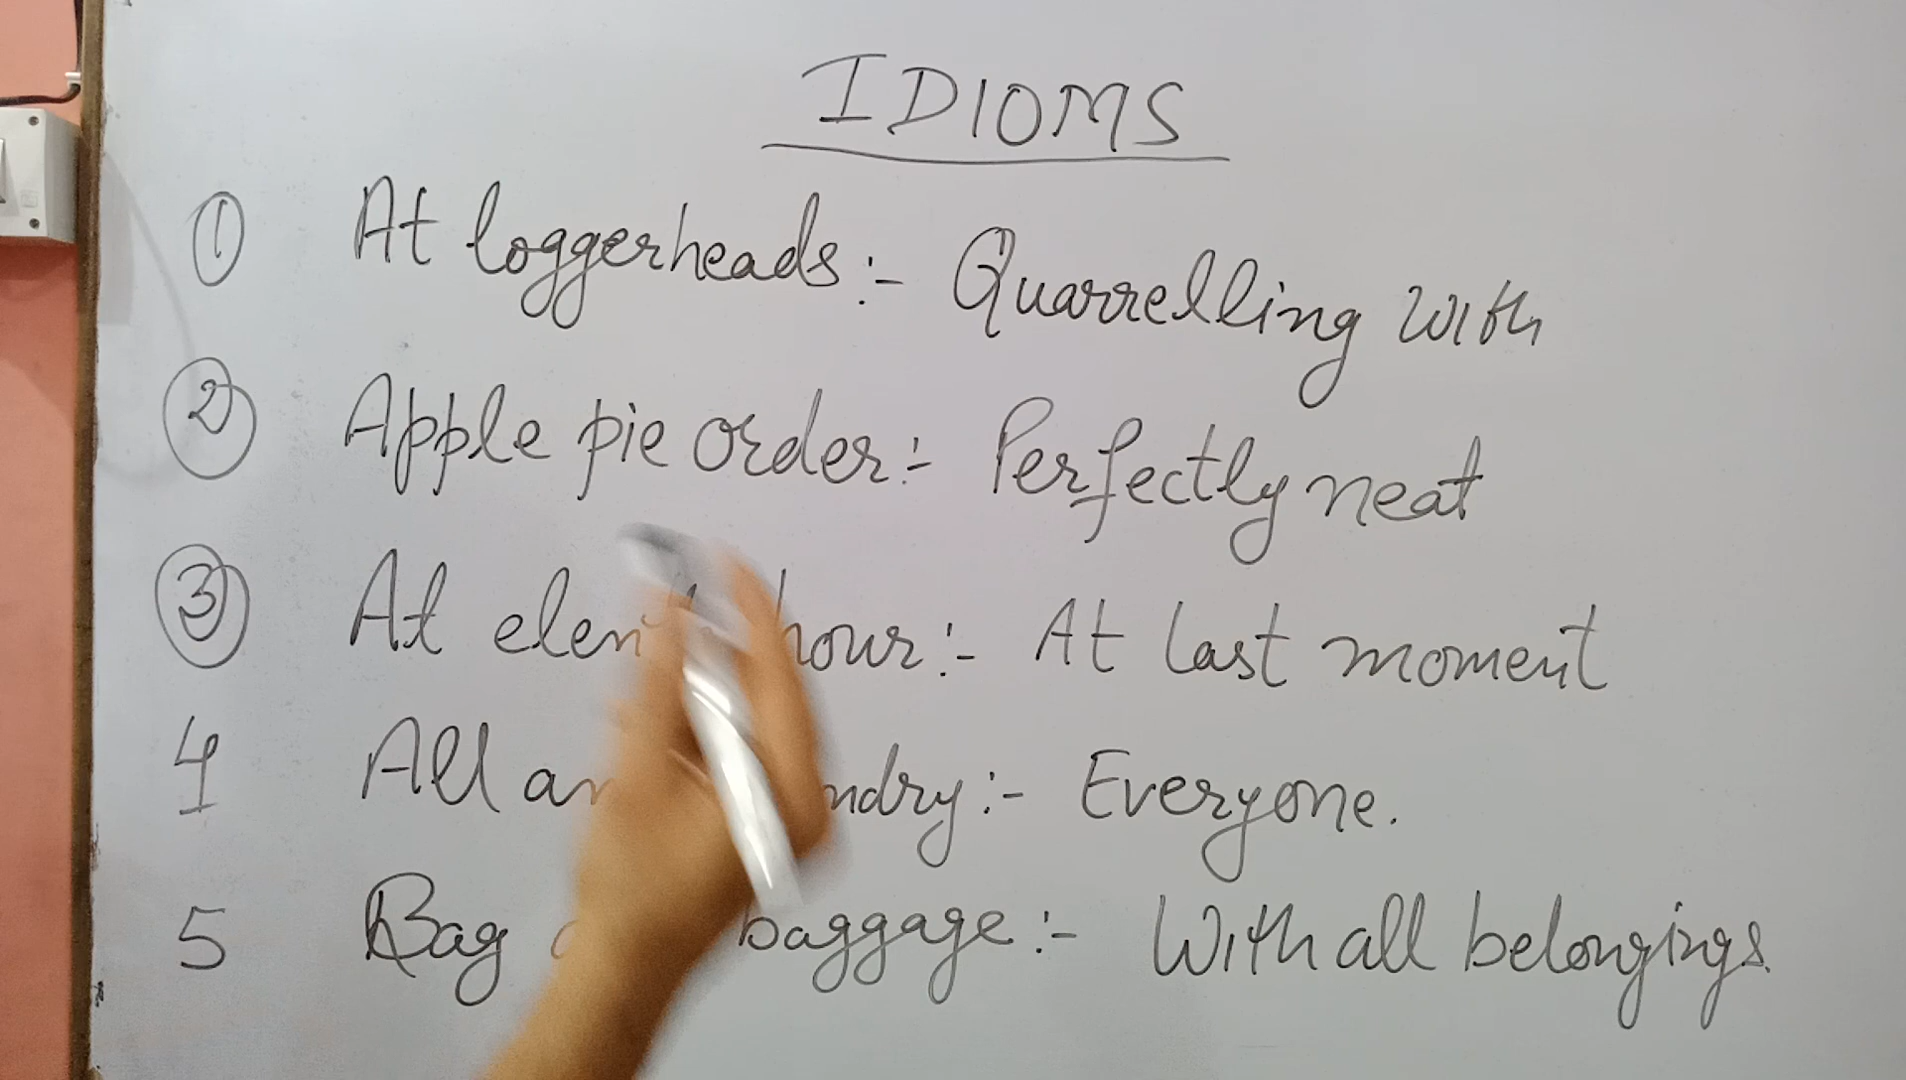 IDIOMS
1 At loggerheads:- Quarrelling with
2 Apple pie order:- Perfectly neat
3 At hour:- At last moment
4 All :- Everyone.
5 Bag baggage:- With all belongings.